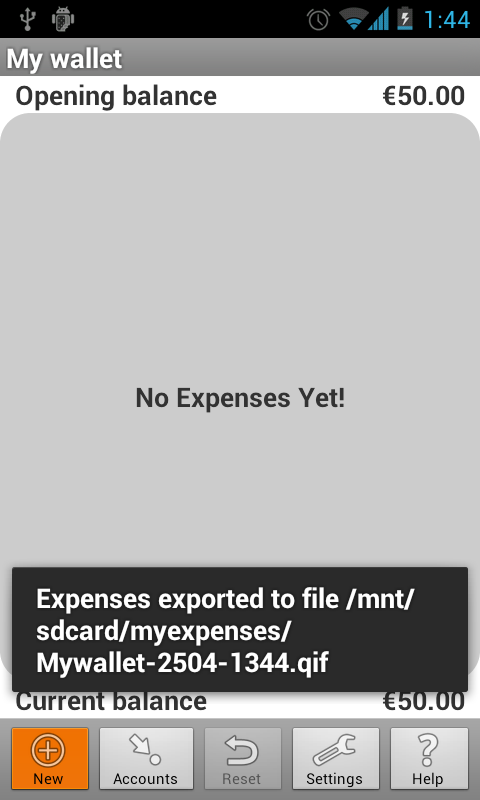 1:44
My wallet
Opening balance €50.00
No Expenses Yet!
Expenses exported to file /mnt/
sdcard/myexpenses/
Mywallet-2504-1344.qif
Current balance €50.00
New Accounts Reset Settings Help